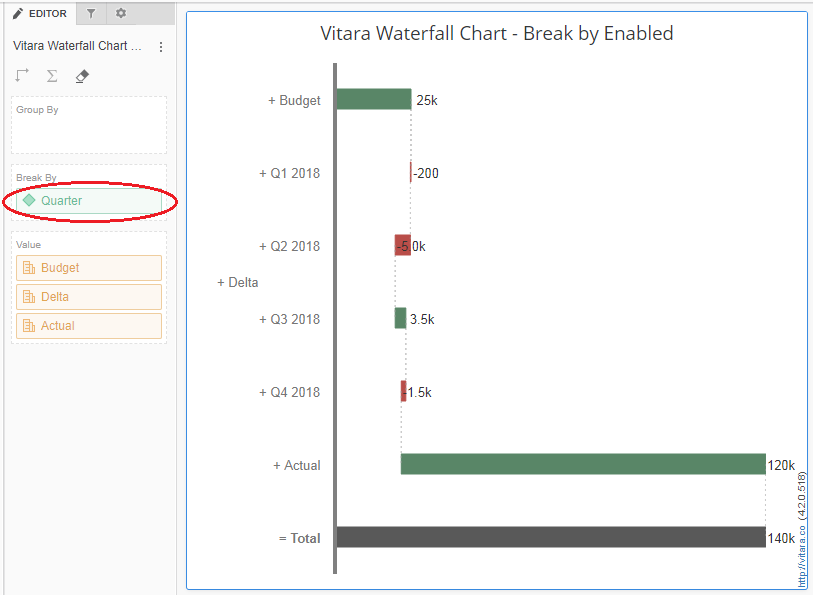 EDITOR
Vitara Waterfall Chart ...
Group By
Break By
Quarter
Value
Budget
Delta
Actual
Vitara Waterfall Chart - Break by Enabled
+ Budget
25k
+ Q1 2018
-200
+ Q2 2018
-5.0k
+ Delta
+ Q3 2018
3.5k
+ Q4 2018
-1.5k
+ Actual
120k
= Total
140k
http://vitara.co (4.2.0.518)